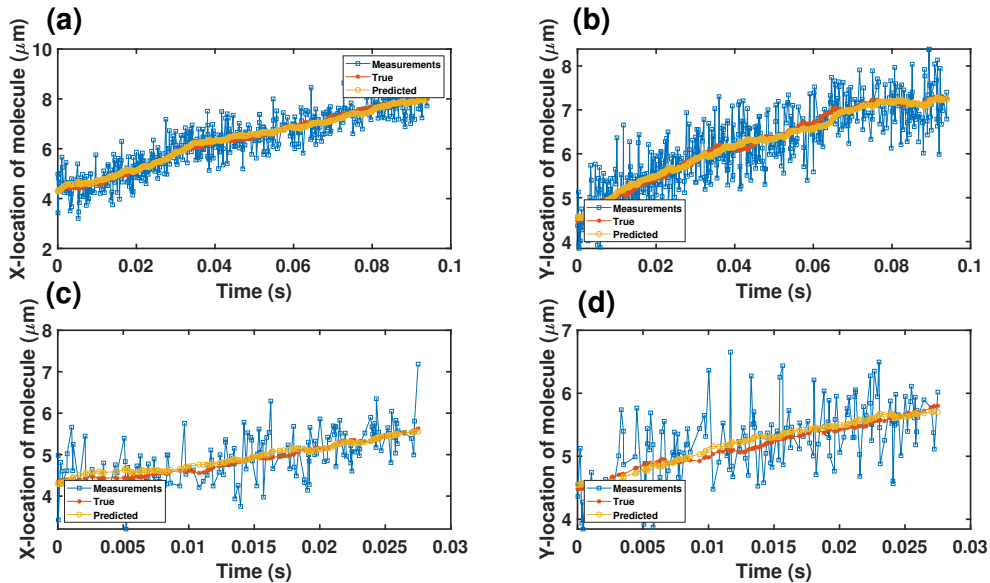 (a)
X-location of molecule (μm)
10
8
6
4
2
0
0.02
0.04
0.06
0.08
0.1
Time (s)
Measurements
True
Predicted
(b)
Y-location of molecule (μm)
8
7
6
5
4
0
0.02
0.04
0.06
0.08
0.1
Time (s)
Measurements
True
Predicted
(c)
X-location of molecule (μm)
8
7
6
5
4
0
0.005
0.01
0.015
0.02
0.025
0.03
Time (s)
Measurements
True
Predicted
(d)
Y-location of molecule (μm)
7
6
5
4
0
0.005
0.01
0.015
0.02
0.025
0.03
Time (s)
Measurements
True
Predicted